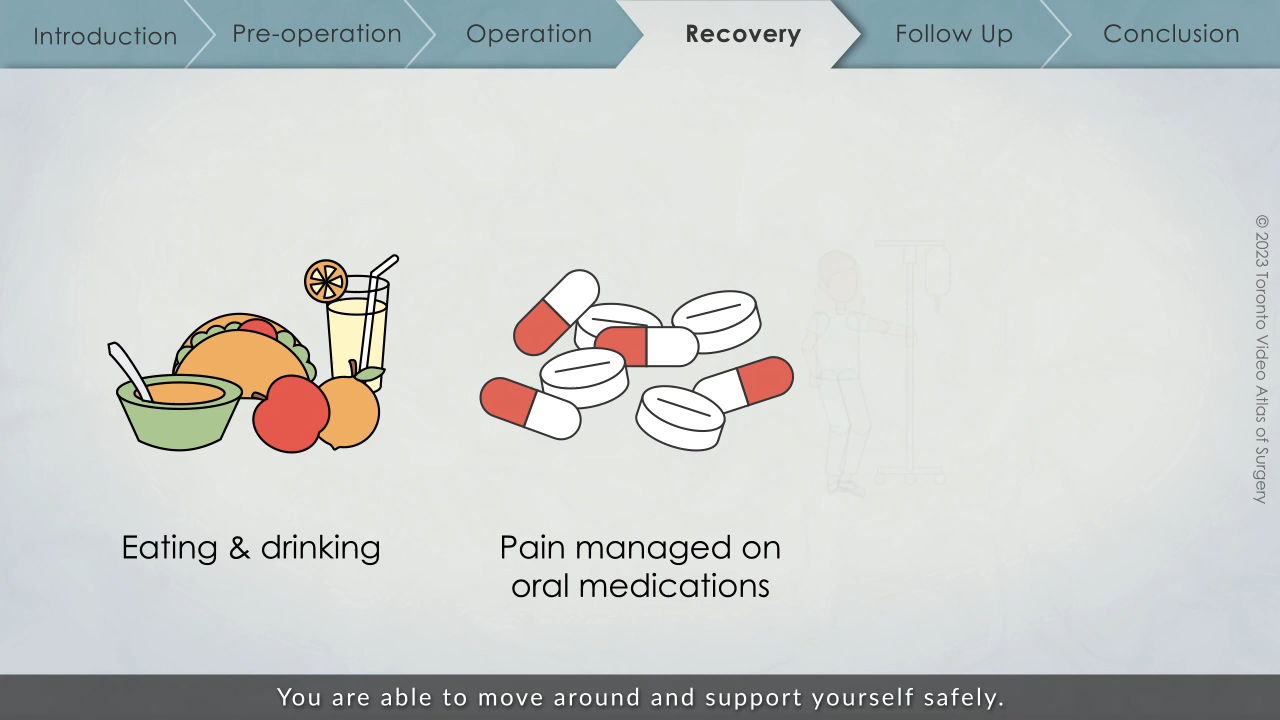 Introduction
Pre-operation
Operation
Recovery
Follow Up
Conclusion
Eating & drinking
Pain managed on
oral medications
© 2023 Toronto Video Atlas of Surgery
You are able to move around and support yourself safely.